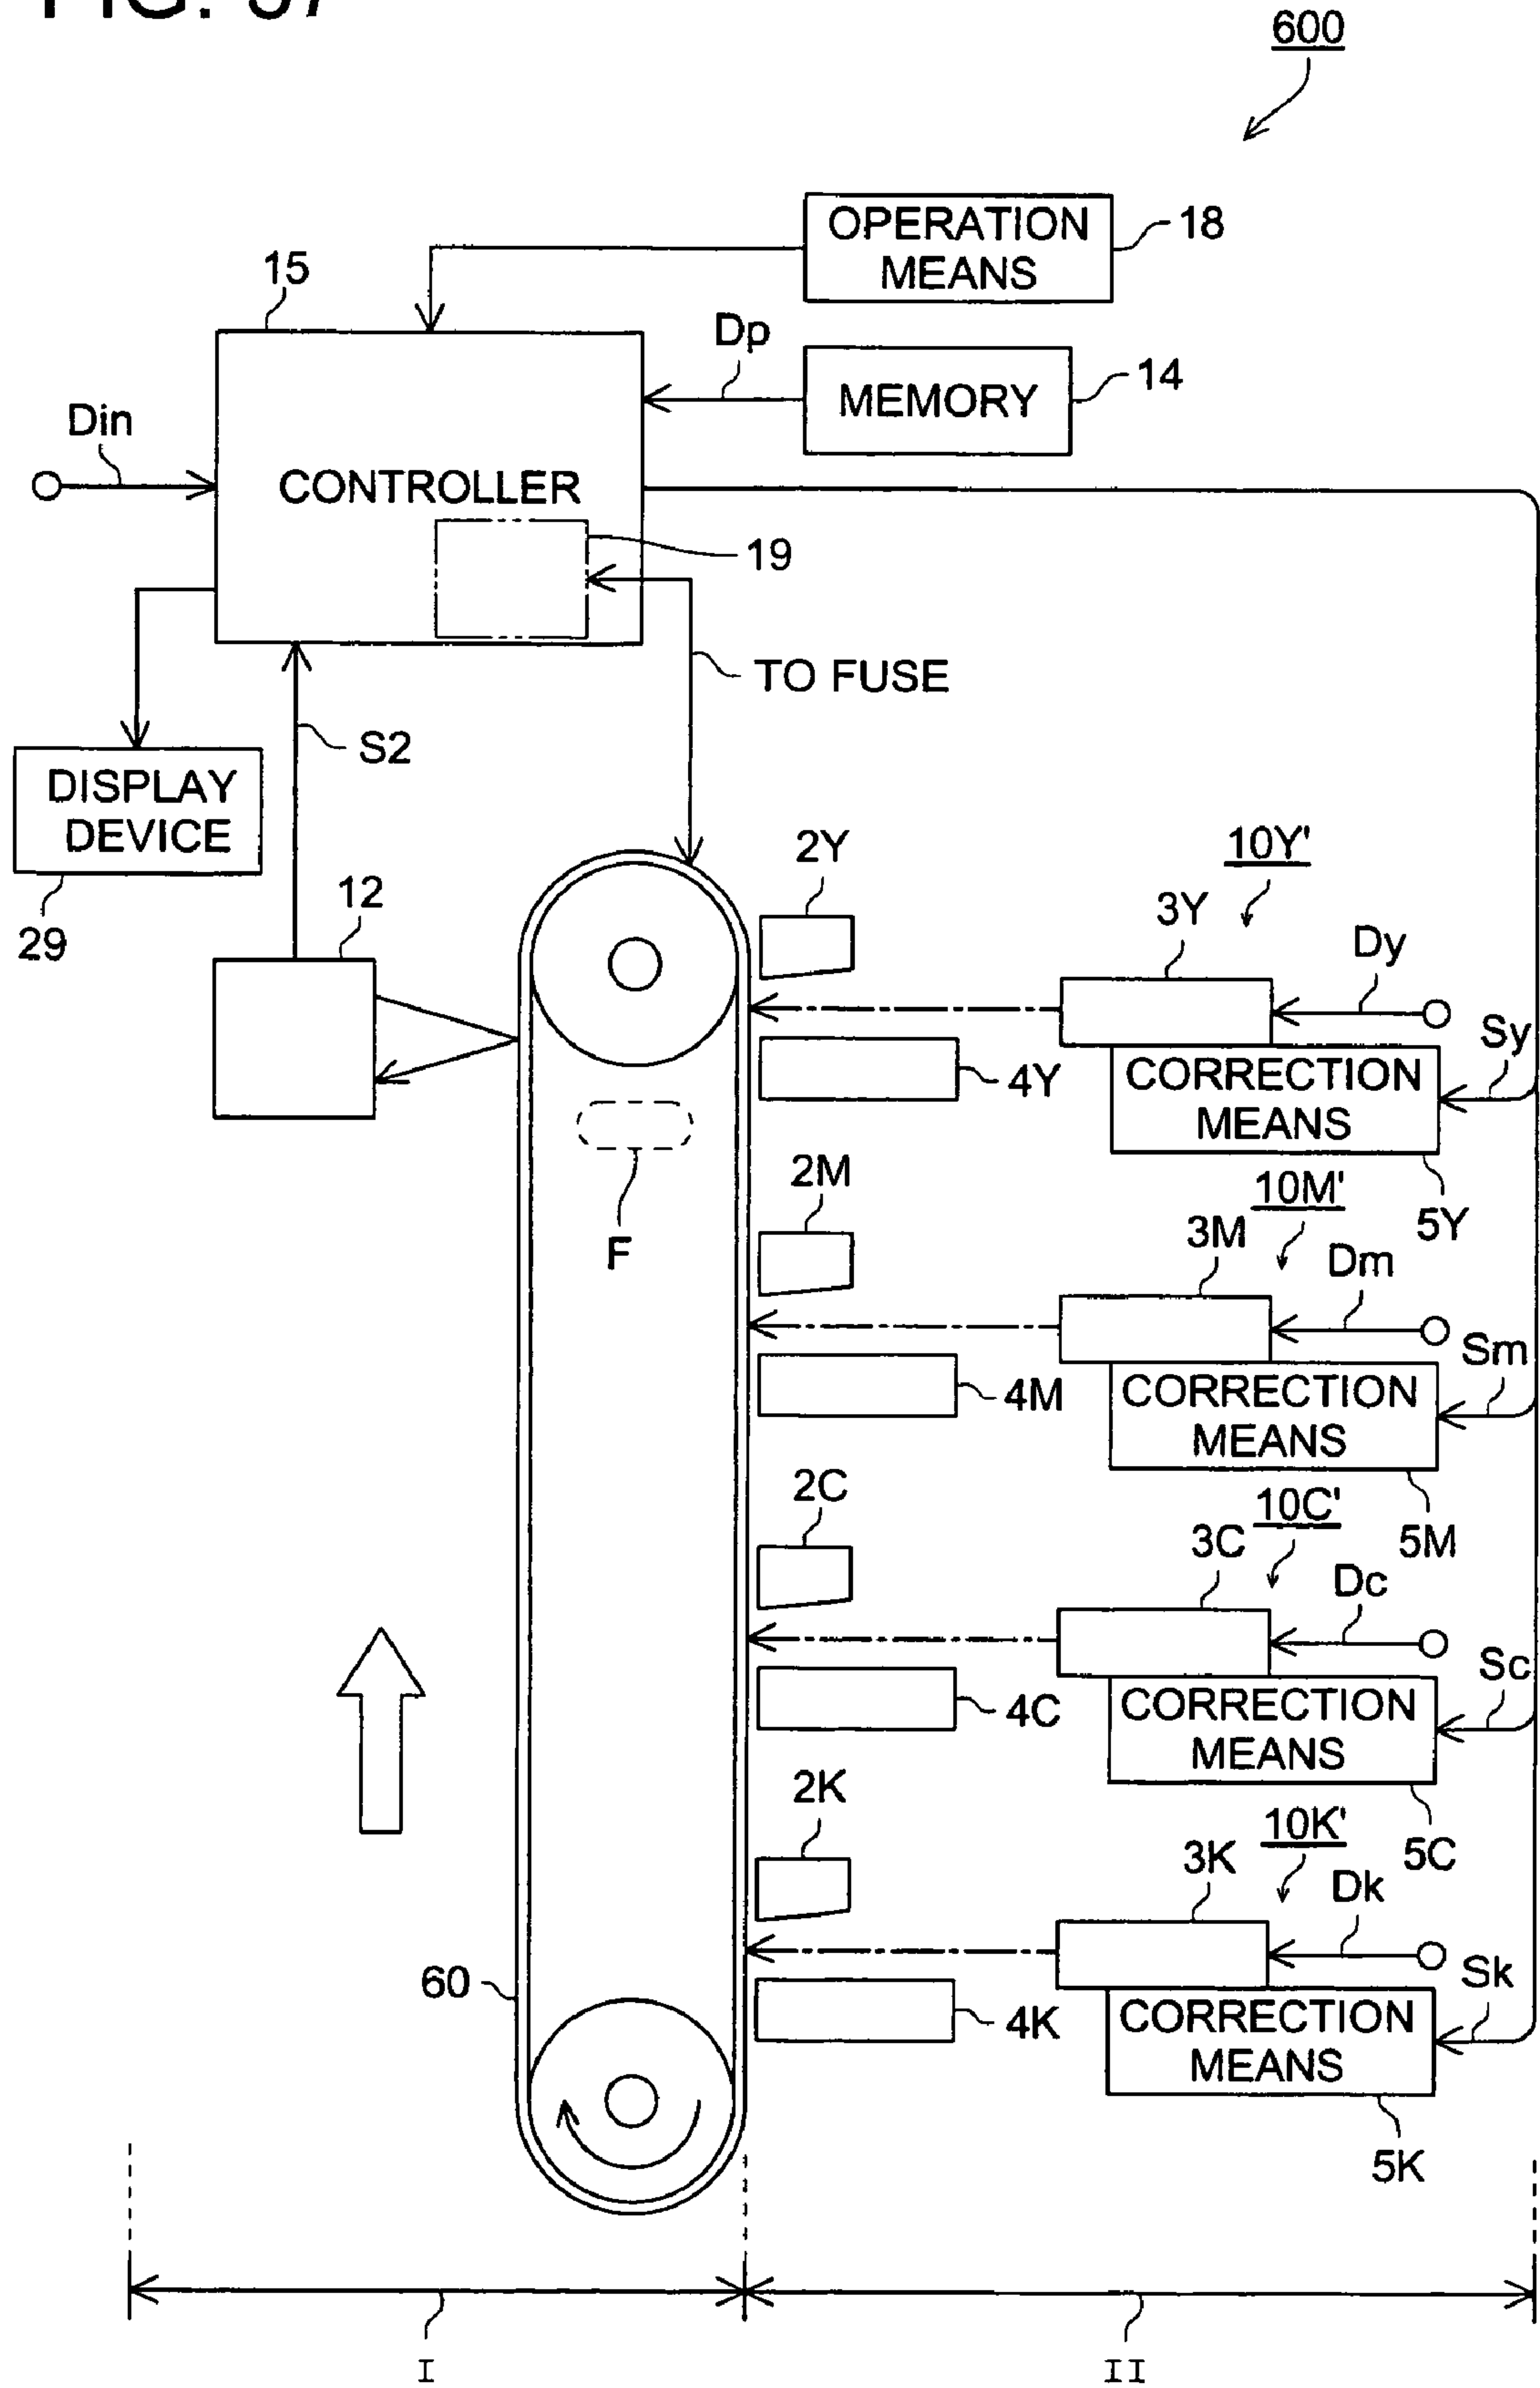 600
OPERATION
MEANS
18
15
Dp
MEMORY
14
Din
CONTROLLER
19
TO FUSE
S2
DISPLAY
DEVICE
29
12
2Y
10Y'
3Y
Dy
Sy
4Y
CORRECTION
MEANS
5Y
F
2M
10M'
3M
Dm
Sm
4M
CORRECTION
MEANS
5M
2C
10C'
3C
Dc
Sc
4C
CORRECTION
MEANS
5C
2K
10K'
3K
Dk
Sk
60
4K
CORRECTION
MEANS
5K
I
II